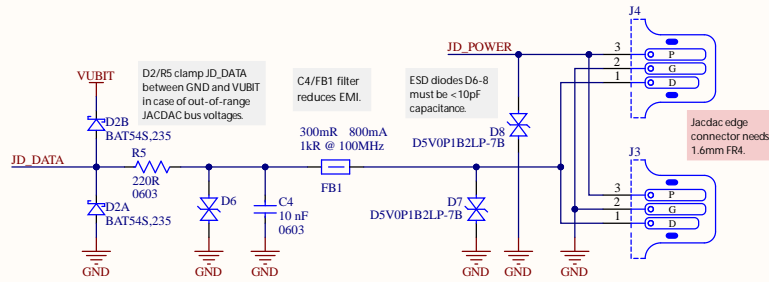 J4
JD_POWER
3
P
2
G
1
D
VUBIT
D2/R5 clamp JD_DATA
between GND and VUBIT
in case of out-of-range
JACDAC bus voltages.
C4/FB1 filter
reduces EMI.
ESD diodes D6-8
must be <10pF
capacitance.
D2B
BAT54S,235
D8
D5V0P1B2LP-7B
Jacdac edge
connector needs
1.6mm FR4.
300mR 800mA
1kR @ 100MHz
FB1
JD_DATA
R5
220R
0603
J3
D2A
BAT54S,235
D6
C4
10 nF
0603
D7
D5V0P1B2LP-7B
3
P
2
G
1
D
GND
GND
GND
GND
GND
GND